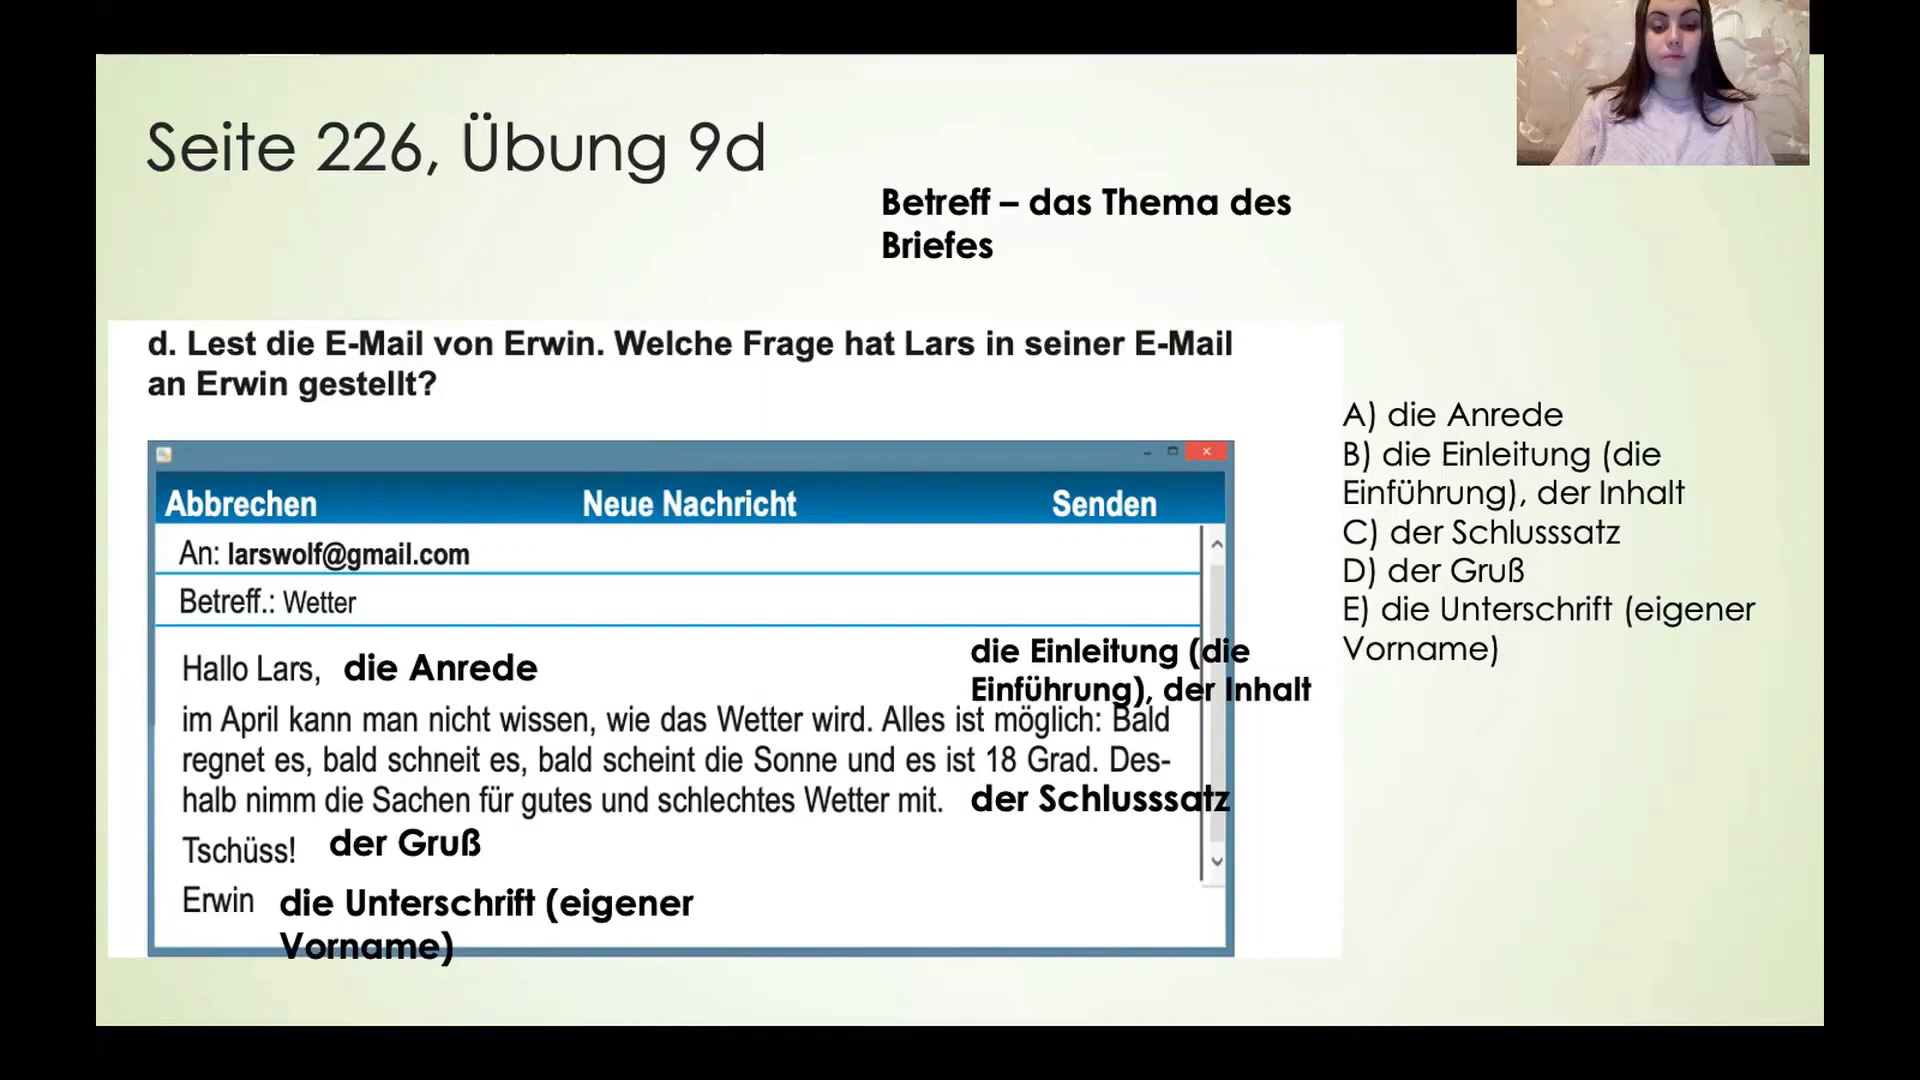 Seite 226, Übung 9d
Betreff – das Thema des
Briefes
d. Lest die E-Mail von Erwin. Welche Frage hat Lars in seiner E-Mail
an Erwin gestellt?
Abbrechen Neue Nachricht Senden
An: larswolf@gmail.com
Betreff.: Wetter
Hallo Lars, die Anrede
die Einleitung (die
Einführung), der Inhalt
im April kann man nicht wissen, wie das Wetter wird. Alles ist möglich: Bald
regnet es, bald schneit es, bald scheint die Sonne und es ist 18 Grad. Des-
halb nimm die Sachen für gutes und schlechtes Wetter mit. der Schlusssatz
Tschüss! der Gruß
Erwin die Unterschrift (eigener
Vorname)
A) die Anrede
B) die Einleitung (die
Einführung), der Inhalt
C) der Schlusssatz
D) der Gruß
E) die Unterschrift (eigener
Vorname)